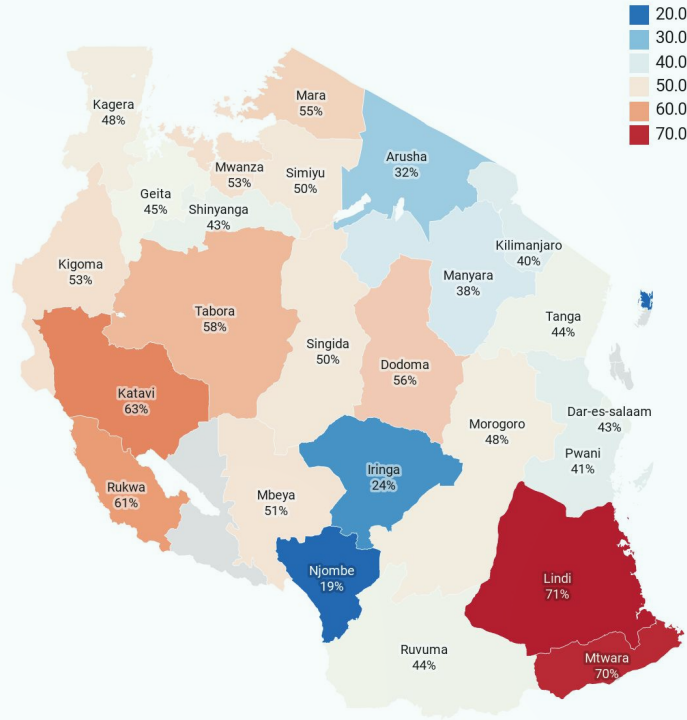 20.0
30.0
40.0
50.0
60.0
70.0
Kagera
48%
Mara
55%
Arusha
32%
Mwanza
53%
Simiyu
50%
Geita
45%
Shinyanga
43%
Kilimanjaro
40%
Kigoma
53%
Manyara
38%
Tabora
58%
Tanga
44%
Singida
50%
Dodoma
56%
Katavi
63%
Dar-es-salaam
43%
Morogoro
48%
Pwani
41%
Iringa
24%
Rukwa
61%
Mbeya
51%
Njombe
19%
Lindi
71%
Ruvuma
44%
Mtwara
70%